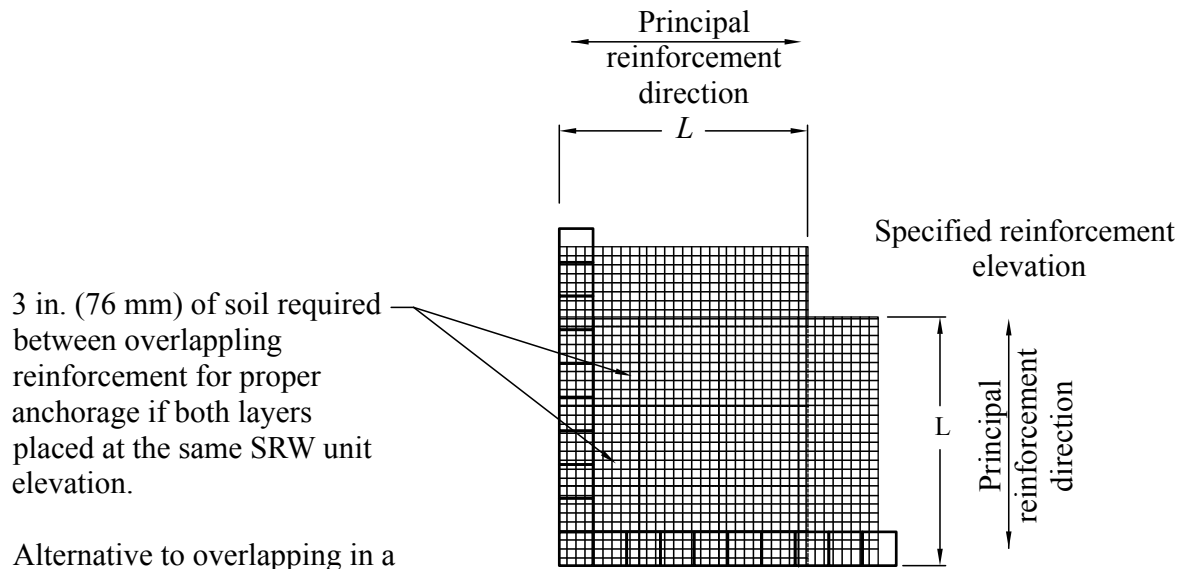 Principal
reinforcement
direction
L
Specified reinforcement
elevation
3 in. (76 mm) of soil required
between overlappling
reinforcement for proper
anchorage if both layers
placed at the same SRW unit
elevation.
L
Principal
reinforcement
direction
Alternative to overlapping in a